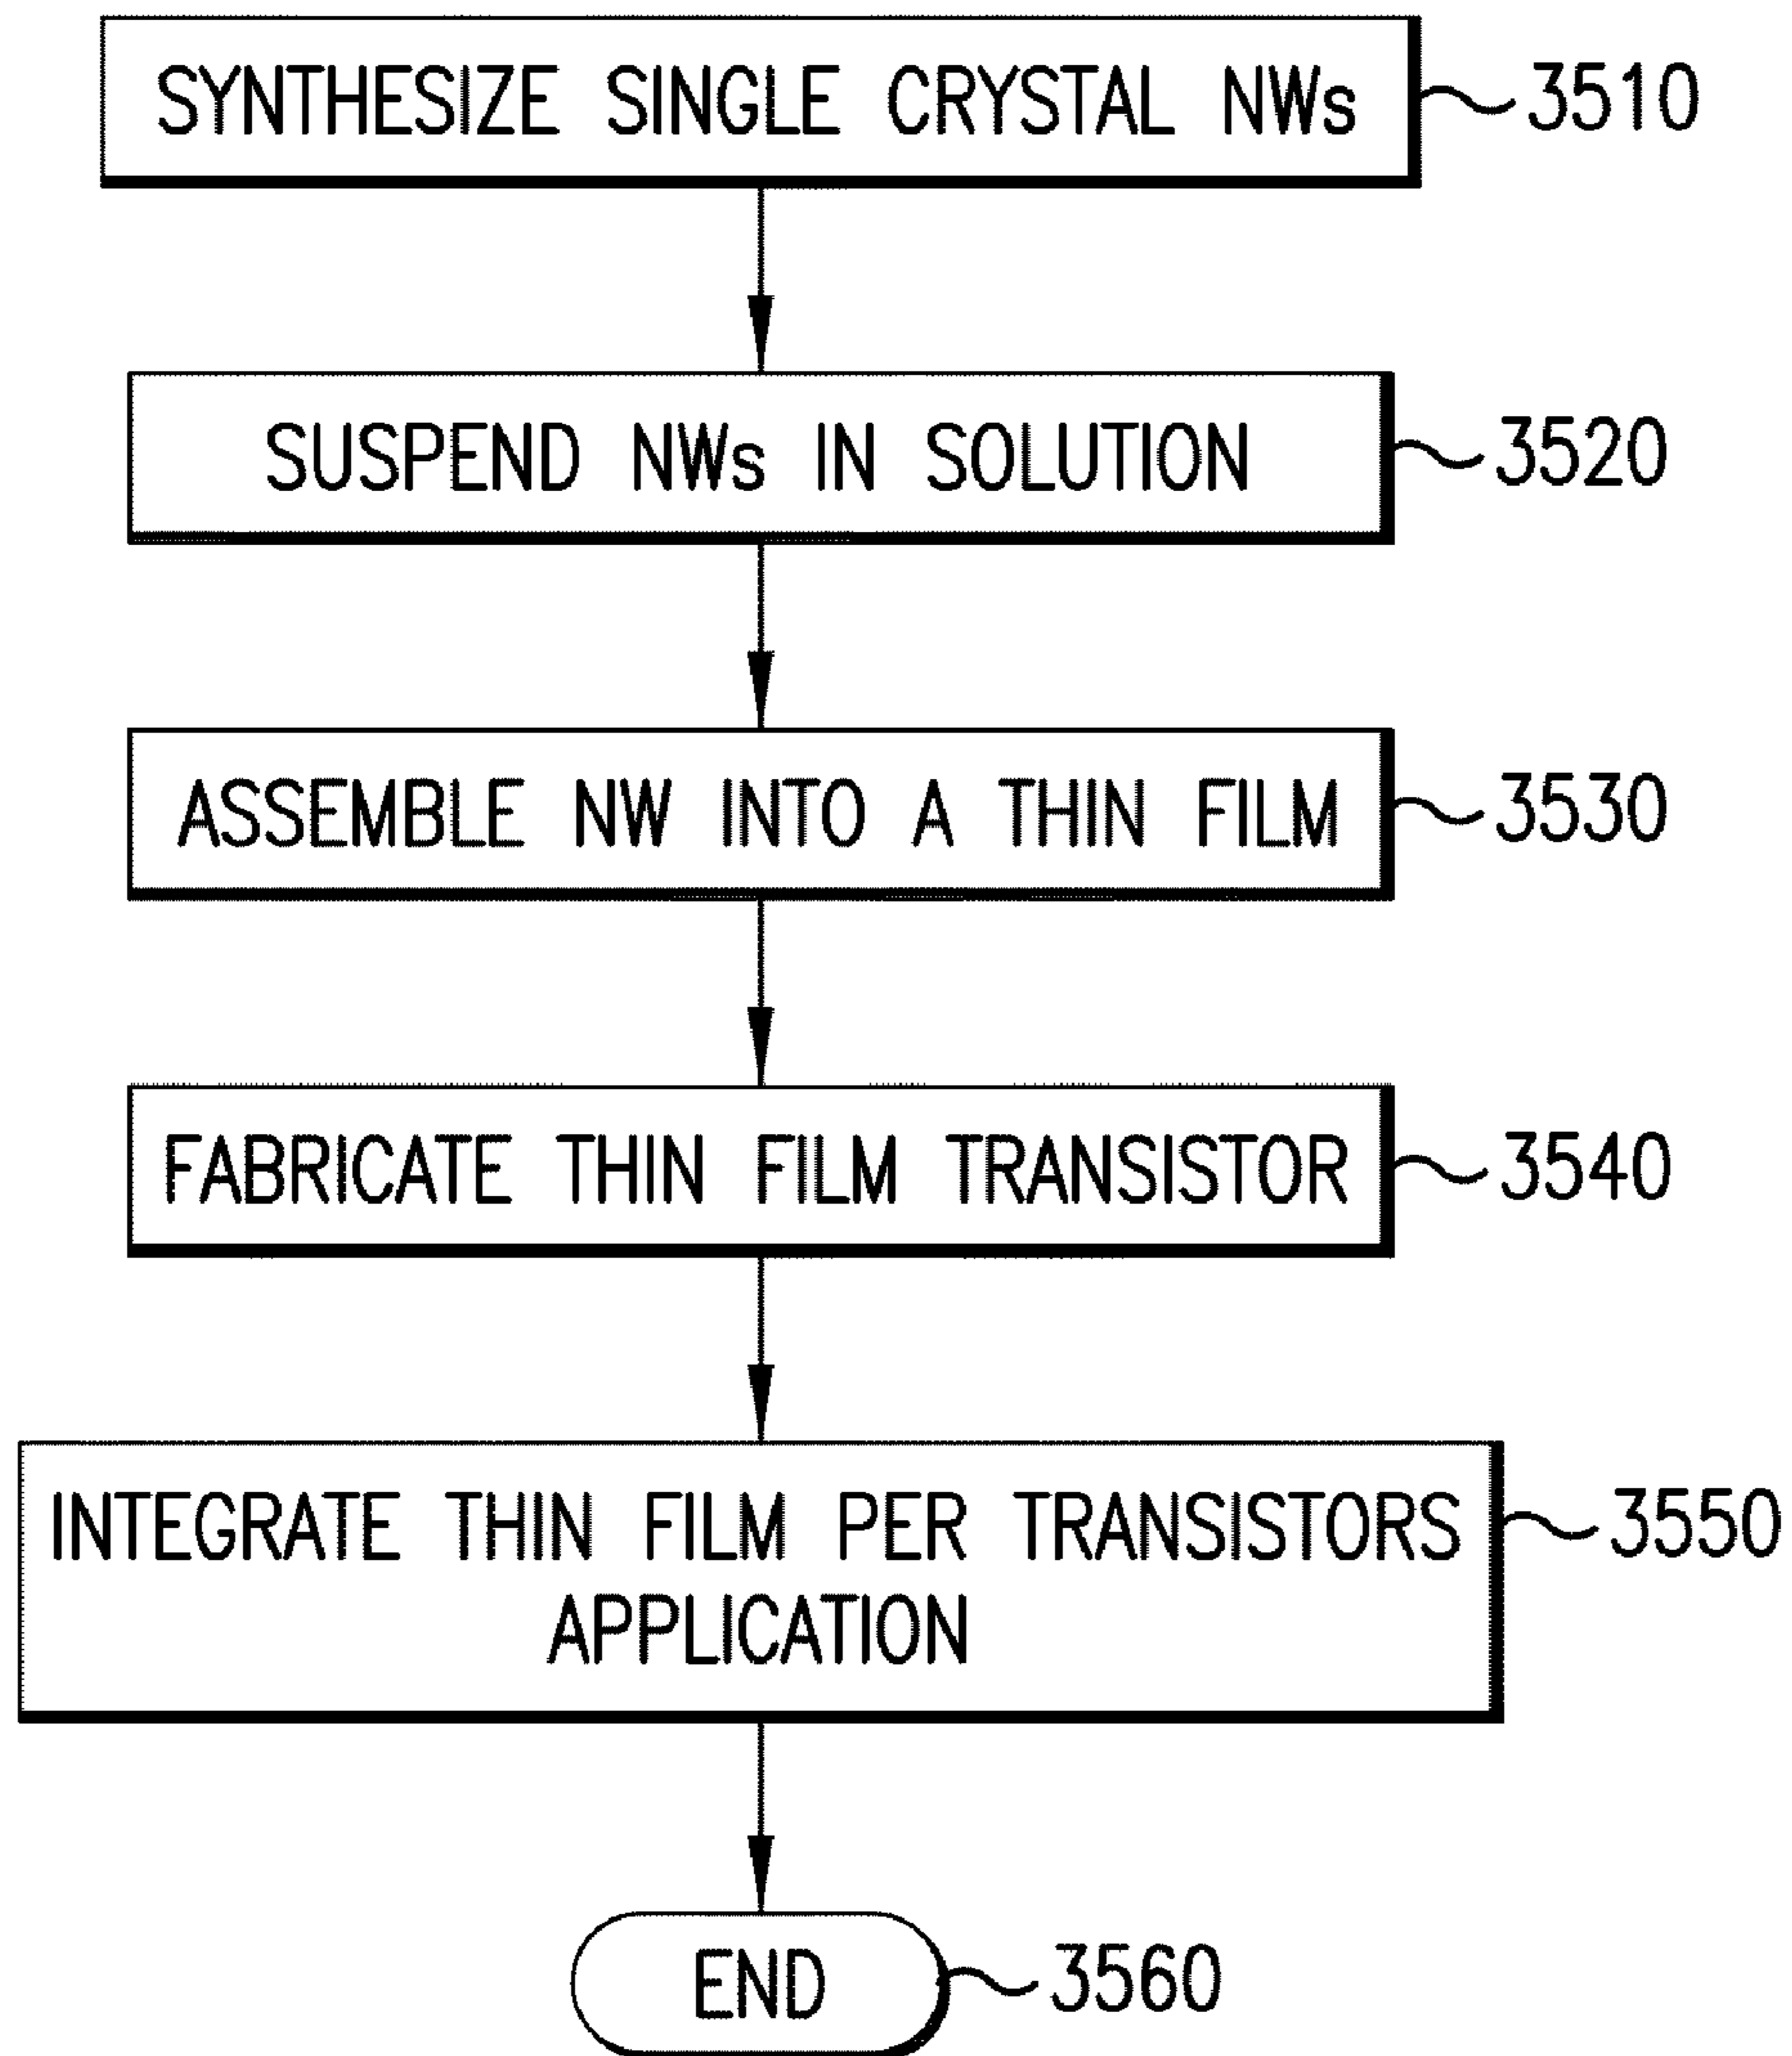 SYNTHESIZE SINGLE CRYSTAL NWs
3510
SUSPEND NWs IN SOLUTION
3520
ASSEMBLE NW INTO A THIN FILM
3530
FABRICATE THIN FILM TRANSISTOR
3540
INTEGRATE THIN FILM PER TRANSISTORS
APPLICATION
3550
END
3560